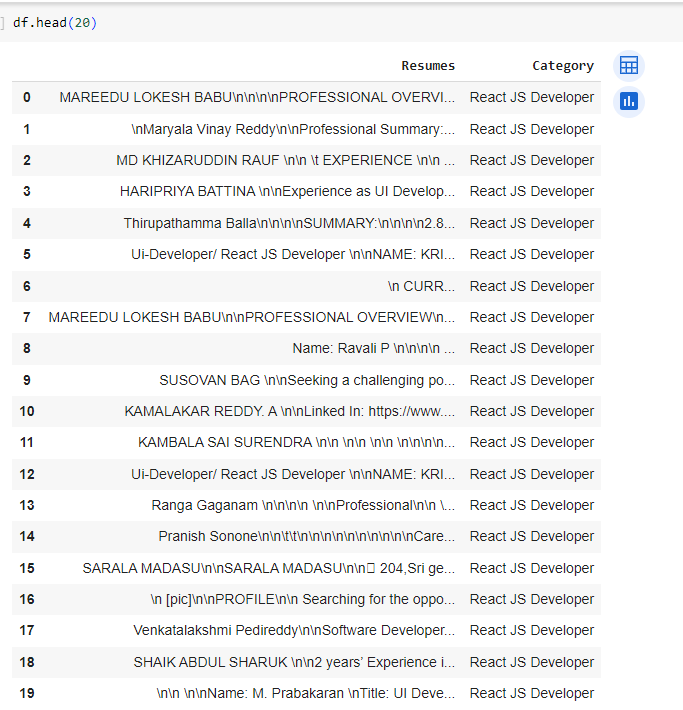 ] df.head(20)
Resumes Category
0 MAREEDU LOKESH BABU\n\n\n\nPROFESSIONAL OVERVI... React JS Developer
1 \nMaryala Vinay Reddy\n\nProfessional Summary:... React JS Developer
2 MD KHIZARUDDIN RAUF \n\n \t EXPERIENCE \n\n ... React JS Developer
3 HARIPRIYA BATTINA \n\nExperience as UI Develop... React JS Developer
4 Thirupathamma Balla\n\n\n\nSUMMARY:\n\n\n\n2.8... React JS Developer
5 Ui-Developer/ React JS Developer \n\nNAME: KRI... React JS Developer
6 \n CURR... React JS Developer
7 MAREEDU LOKESH BABU\n\nPROFESSIONAL OVERVIEW\n... React JS Developer
8 Name: Ravali P \n\n\n\n ... React JS Developer
9 SUSOVAN BAG \n\nSeeking a challenging po... React JS Developer
10 KAMALAKAR REDDY. A \n\nLinked In: https://www.... React JS Developer
11 KAMBALA SAI SURENDRA \n\n \n\n \n\n \n\n\n\n... React JS Developer
12 Ui-Developer/ React JS Developer \n\nNAME: KRI... React JS Developer
13 Ranga Gaganam \n\n\n\n \n\nProfessional\n\n \... React JS Developer
14 Pranish Sonone\n\n\t\t\n\n\n\n\n\n\n\n\n\nCare... React JS Developer
15 SARALA MADASU\n\nSARALA MADASU\n\n 204,Sri ge... React JS Developer
16 \n [pic]\n\nPROFILE\n\n Searching for the oppo... React JS Developer
17 Venkatalakshmi Pedireddy\n\nSoftware Developer... React JS Developer
18 SHAIK ABDUL SHARUK \n\n2 years’ Experience i... React JS Developer
19 \n\n \n\nName: M. Prabakaran \nTitle: UI Deve... React JS Developer